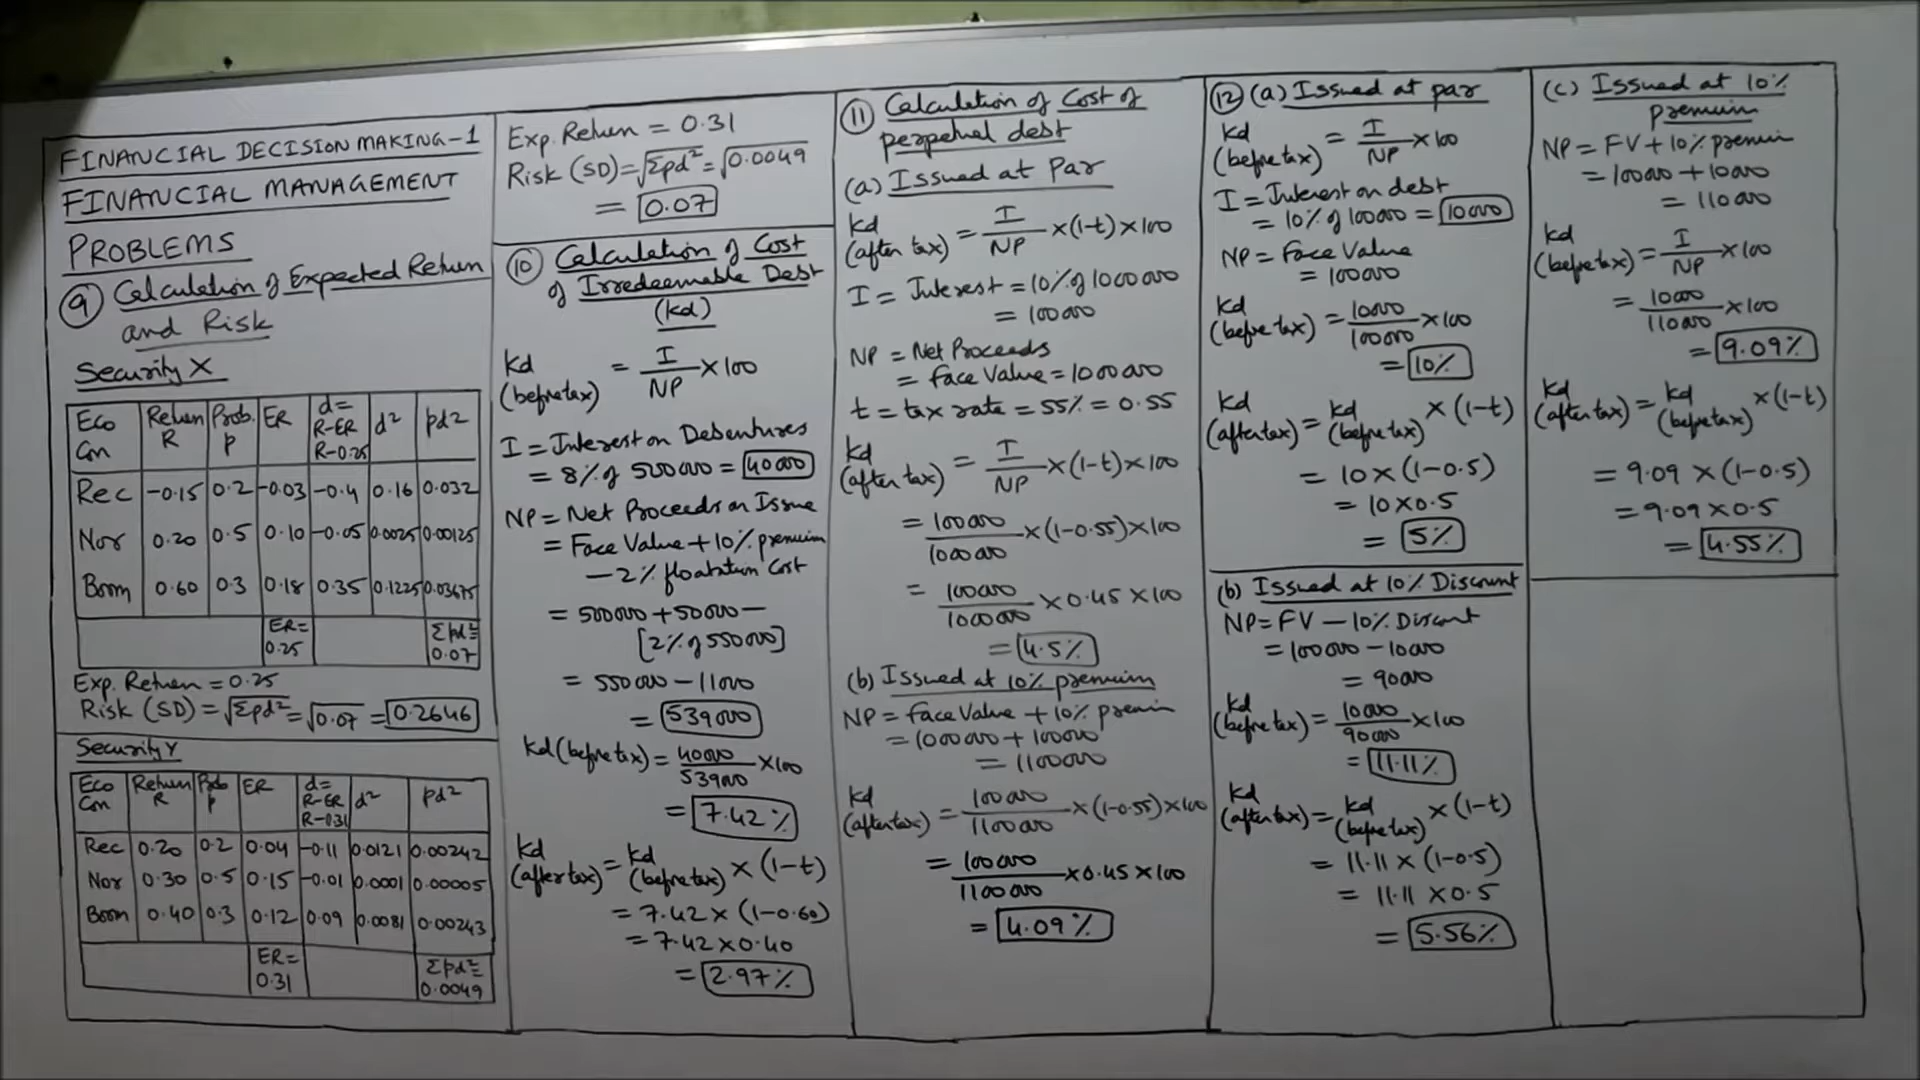 FINANCIAL DECISION MAKING-1
FINANCIAL MANAGEMENT
PROBLEMS
⑨ Calculation of Expected Return
and Risk
Security X
Eco Con | Return R | Prob. p | ER | d= R-ER R-0.25 | d² | pd²
Rec | -0.15 | 0.2 | -0.03 | -0.4 | 0.16 | 0.032
Nor | 0.20 | 0.5 | 0.10 | -0.05 | 0.0025 | 0.00125
Boom | 0.60 | 0.3 | 0.18 | 0.35 | 0.1225 | 0.03675
ER= 0.25 | Σpd²= 0.07
Exp. Return = 0.25
Risk (SD) = √Σpd² = √0.07 = 0.2646
Security Y
Eco Con | Return R | Prob p | ER | d= R-ER R-0.31 | d² | pd²
Rec | 0.20 | 0.2 | 0.04 | -0.11 | 0.0121 | 0.00242
Nor | 0.30 | 0.5 | 0.15 | -0.01 | 0.0001 | 0.00005
Boom | 0.40 | 0.3 | 0.12 | 0.09 | 0.0081 | 0.00243
ER= 0.31 | Σpd²= 0.0049
Exp. Return = 0.31
Risk (SD) = √Σpd² = √0.0049
= 0.07
⑩ Calculation of Cost
of Irredeemable Debt
(kd)
kd (before tax) = I/NP × 100
I = Interest on Debentures
= 8% of 500000 = 40000
NP = Net Proceeds on Issue
= Face Value + 10% premium
- 2% floatation Cost
= 500000 + 50000 -
[2% of 550000]
= 550000 - 11000
= 539000
kd (before tax) = 40000/539000 × 100
= 7.42%
kd (after tax) = kd (before tax) × (1-t)
= 7.42 × (1-0.60)
= 7.42 × 0.40
= 2.97%
⑪ Calculation of Cost of
perpetual debt
(a) Issued at Par
kd (after tax) = I/NP × (1-t) × 100
I = Interest = 10% of 1000000
= 100000
NP = Net Proceeds
= face Value = 1000000
t = tax rate = 55% = 0.55
kd (after tax) = I/NP × (1-t) × 100
= 100000/1000000 × (1-0.55) × 100
= 100000/1000000 × 0.45 × 100
= 4.5%
(b) Issued at 10% premium
NP = face Value + 10% premium
= 1000000 + 100000
= 1100000
kd (after tax) = 100000/1100000 × (1-0.55) × 100
= 100000/1100000 × 0.45 × 100
= 4.09%
⑫ (a) Issued at par
kd (before tax) = I/NP × 100
I = Interest on debt
= 10% of 100000 = 10000
NP = Face Value
= 100000
kd (before tax) = 10000/100000 × 100
= 10%
kd (after tax) = kd (before tax) × (1-t)
= 10 × (1-0.5)
= 10 × 0.5
= 5%
(b) Issued at 10% Discount
NP = FV - 10% Discount
= 100000 - 10000
= 90000
kd (before tax) = 10000/90000 × 100
= 11.11%
kd (after tax) = kd (before tax) × (1-t)
= 11.11 × (1-0.5)
= 11.11 × 0.5
= 5.56%
(c) Issued at 10%
premium
NP = FV + 10% premium
= 100000 + 10000
= 110000
kd (before tax) = I/NP × 100
= 10000/110000 × 100
= 9.09%
kd (after tax) = kd (before tax) × (1-t)
= 9.09 × (1-0.5)
= 9.09 × 0.5
= 4.55%